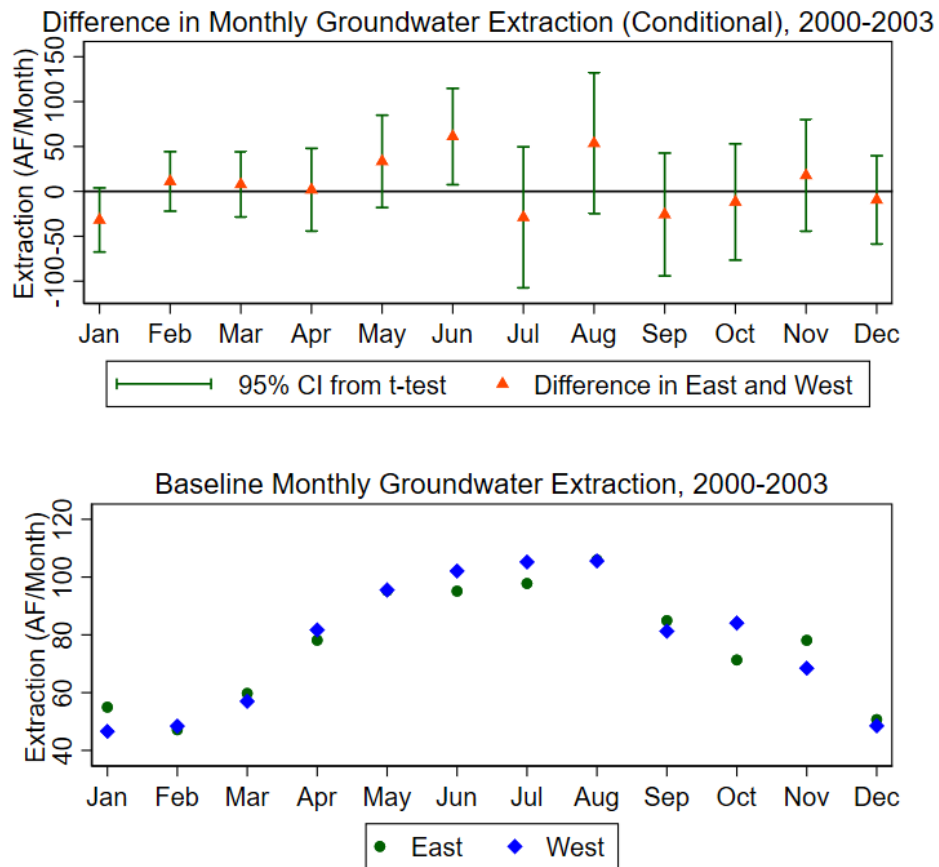 Difference in Monthly Groundwater Extraction (Conditional), 2000-2003
Extraction (AF/Month)
150
100
50
0
-50
-100
Jan Feb Mar Apr May Jun Jul Aug Sep Oct Nov Dec
95% CI from t-test Difference in East and West
Baseline Monthly Groundwater Extraction, 2000-2003
Extraction (AF/Month)
120
100
80
60
40
Jan Feb Mar Apr May Jun Jul Aug Sep Oct Nov Dec
East West